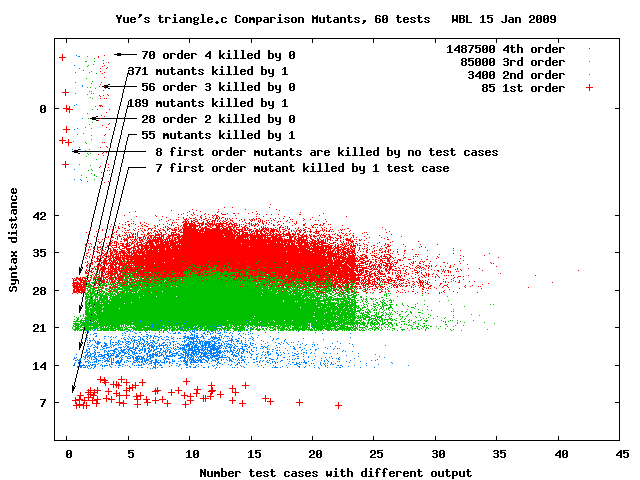 Yue's triangle.c Comparison Mutants, 60 tests WBL 15 Jan 2009
70 order 4 killed by 0
371 mutants killed by 1
56 order 3 killed by 0
189 mutants killed by 1
28 order 2 killed by 0
55 mutants killed by 1
8 first order mutants are killed by no test cases
7 first order mutant killed by 1 test case
1487500 4th order
85000 3rd order
3400 2nd order
85 1st order
Syntax distance
0
42
35
28
21
14
7
0 5 10 15 20 25 30 35 40 45
Number test cases with different output